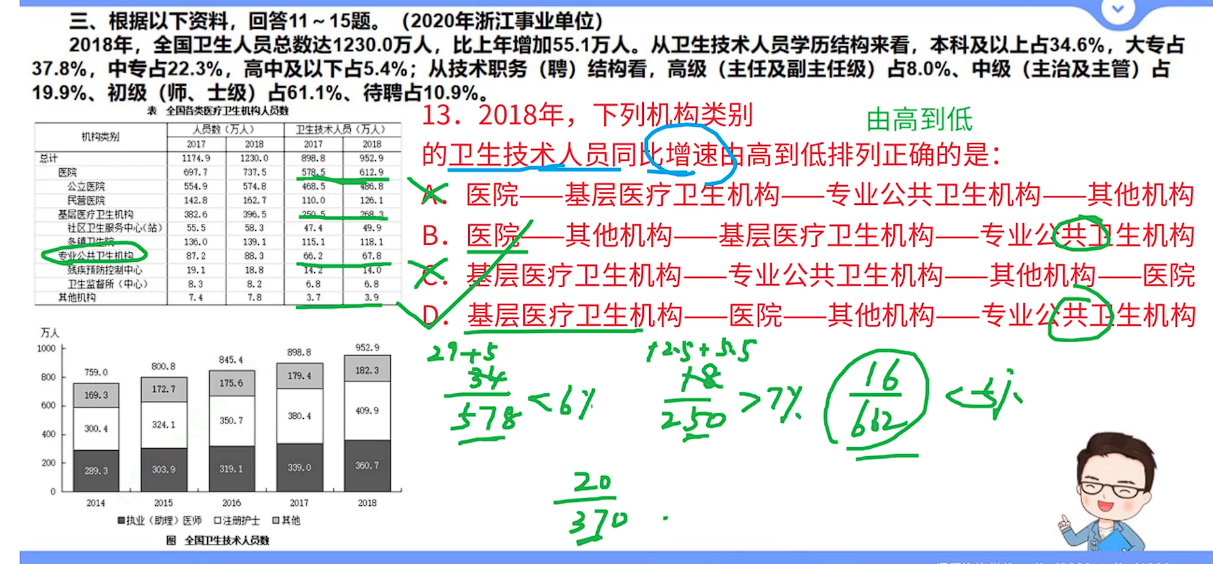 三、根据以下资料，回答11～15题。（2020年浙江事业单位）
2018年，全国卫生人员总数达1230.0万人，比上年增加55.1万人。从卫生技术人员学历结构来看，本科及以上占34.6%，大专占
37.8%，中专占22.3%，高中及以下占5.4%；从技术职务（聘）结构看，高级（主任及副主任级）占8.0%、中级（主治及主管）占
19.9%、初级（师、士级）占61.1%、待聘占10.9%。
表 全国各类医疗卫生机构人员数
机构类别 人员数（万人） 卫生技术人员（万人）
2017 2018 2017 2018
总计 1174.9 1230.0 898.8 952.9
医院 697.7 737.5 578.5 612.9
公立医院 554.9 574.8 468.5 486.8
民营医院 142.8 162.7 110.0 126.1
基层医疗卫生机构 382.6 396.5 250.5 268.3
社区卫生服务中心(站) 55.5 58.3 47.4 49.9
乡镇卫生院 136.0 139.1 115.1 118.1
专业公共卫生机构 87.2 88.3 66.2 67.8
疾病预防控制中心 19.1 18.8 14.2 14.0
卫生监督所（中心） 8.3 8.2 6.8 6.8
其他机构 7.4 7.8 3.7 3.9
13．2018年，下列机构类别
由高到低
的卫生技术人员同比增速由高到低排列正确的是：
A．医院——基层医疗卫生机构——专业公共卫生机构——其他机构
B．医院——其他机构——基层医疗卫生机构——专业公共卫生机构
C．基层医疗卫生机构——专业公共卫生机构——其他机构——医院
D．基层医疗卫生机构——医院——其他机构——专业公共卫生机构
29+5
34
578
<6%
12.5+5.5
18
250
>7%
16
662
20
370
万人
1000
800
600
400
200
0
759.0 800.8 845.4 898.8 952.9
169.3 172.7 175.6 179.4 182.3
300.4 324.1 350.7 380.4 409.9
289.3 303.9 319.1 339.0 360.7
2014 2015 2016 2017 2018
■执业（助理）医师 □注册护士 □其他
图 全国卫生技术人员数